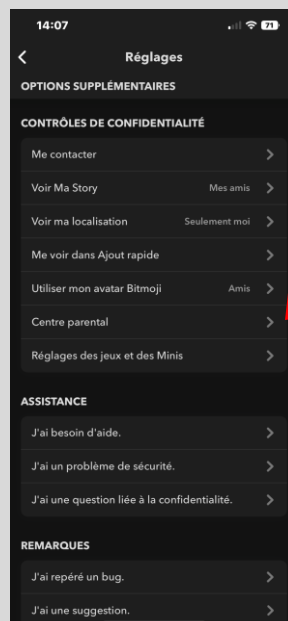 14:07
71
Réglages
OPTIONS SUPPLÉMENTAIRES
CONTRÔLES DE CONFIDENTIALITÉ
Me contacter
Voir Ma Story Mes amis
Voir ma localisation Seulement moi
Me voir dans Ajout rapide
Utiliser mon avatar Bitmoji Amis
Centre parental
Réglages des jeux et des Minis
ASSISTANCE
J'ai besoin d'aide.
J'ai un problème de sécurité.
J'ai une question liée à la confidentialité.
REMARQUES
J'ai repéré un bug.
J'ai une suggestion.